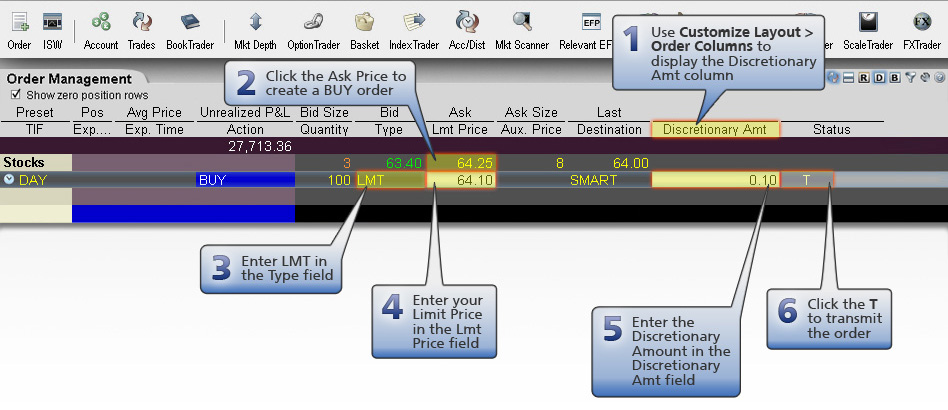 Order ISW Account Trades BookTrader Mkt Depth OptionTrader Basket IndexTrader Acc/Dist Mkt Scanner Relevant EF ScaleTrader FXTrader
EFP
FX
1 Use Customize Layout >
Order Columns to
display the Discretionary
Amt column
Order Management
R D B
Show zero position rows
2 Click the Ask Price to
create a BUY order
Preset Pos Avg Price Unrealized P&L Bid Size Bid Ask Ask Size Last
TIF Exp.... Exp. Time Action Quantity Type Lmt Price Aux. Price Destination Discretionary Amt Status
27,713.36
Stocks 3 63.40 64.25 8 64.00
DAY BUY 100 LMT 64.10 SMART 0.10 T
3 Enter LMT in
the Type field
4 Enter your
Limit Price
in the Lmt
Price field
5 Enter the
Discretionary
Amount in the
Discretionary
Amt field
6 Click the T
to transmit
the order